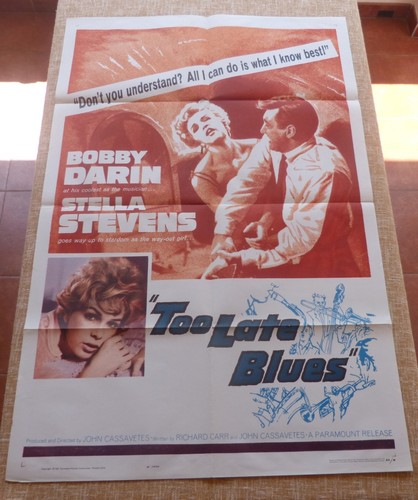 "Don't you understand? All I can do is what I know best!"
BOBBY
DARIN
at his coolest as the musician...
STELLA
STEVENS
goes way up to stardom as the way-out girl!
"Too Late
Blues"
Produced and Directed by JOHN CASSAVETES • Written by RICHARD CARR and JOHN CASSAVETES • A PARAMOUNT RELEASE